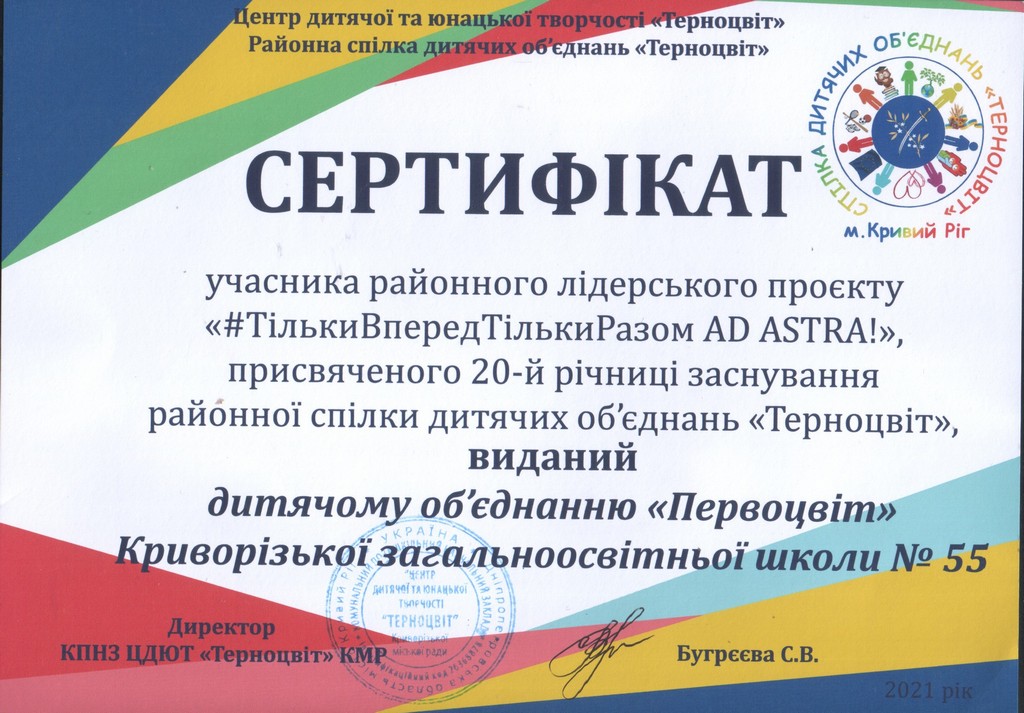 Центр дитячої та юнацької творчості «Терноцвіт»
Районна спілка дитячих об'єднань «Терноцвіт»
СПІЛКА ДИТЯЧИХ ОБ'ЄДНАНЬ «ТЕРНОЦВІТ»
м.Кривий Ріг
СЕРТИФІКАТ
учасника районного лідерського проєкту
«#ТількиВпередТількиРазом AD ASTRA!»,
присвяченого 20-й річниці заснування
районної спілки дитячих об'єднань «Терноцвіт»,
виданий
дитячому об'єднанню «Первоцвіт»
Криворізької загальноосвітньої школи № 55
УКРАЇНА
"ЦЕНТР
ДИТЯЧОЇ ТА ЮНАЦЬКОЇ
ТВОРЧОСТІ
"ТЕРНОЦВІТ"
Криворізької
міської ради
Директор
КПНЗ ЦДЮТ «Терноцвіт» КМР
Бугрєєва С.В.
2021 рік